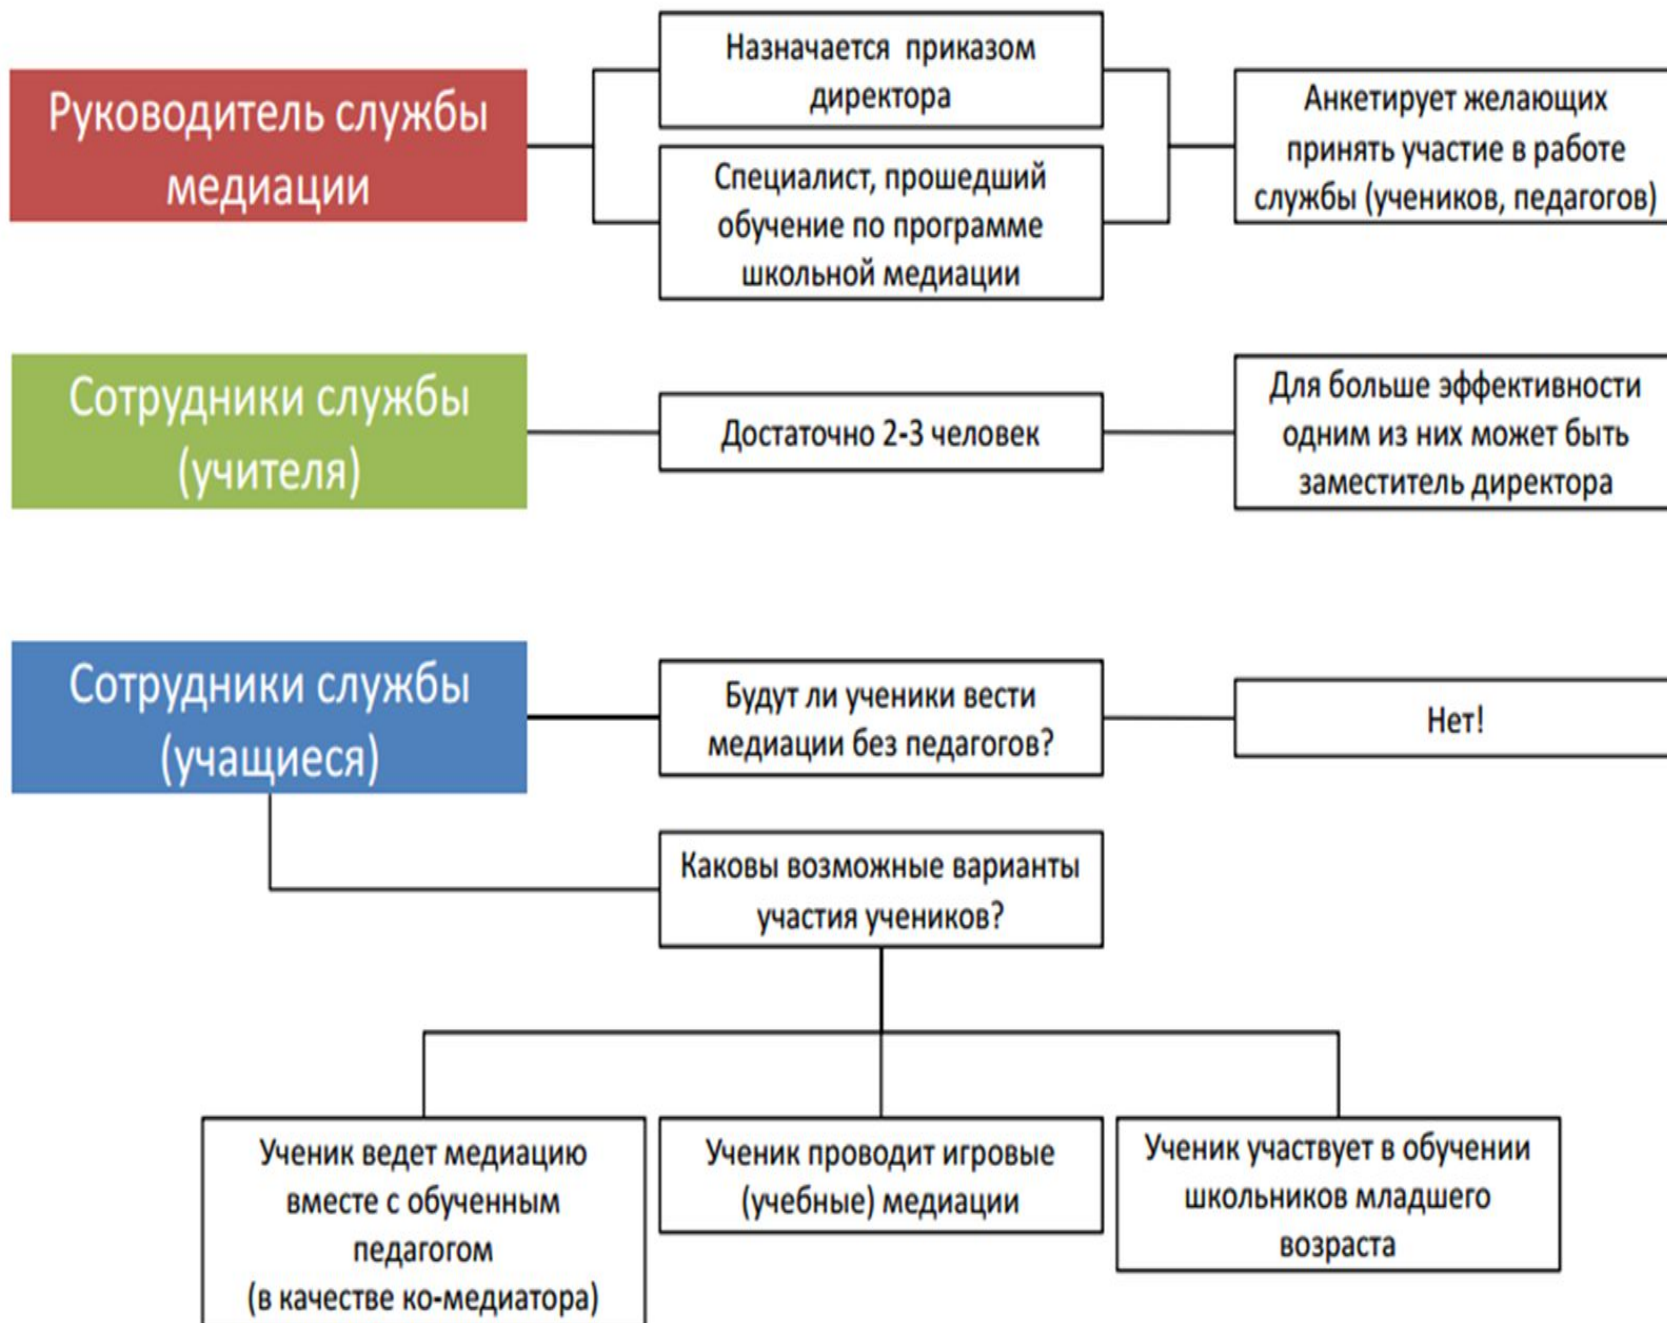 Руководитель службы
медиации
Назначается приказом
директора
Специалист, прошедший
обучение по программе
школьной медиации
Анкетирует желающих
принять участие в работе
службы (учеников, педагогов)
Сотрудники службы
(учителя)
Достаточно 2-3 человек
Для больше эффективности
одним из них может быть
заместитель директора
Сотрудники службы
(учащиеся)
Будут ли ученики вести
медиации без педагогов?
Нет!
Каковы возможные варианты
участия учеников?
Ученик ведет медиацию
вместе с обученным
педагогом
(в качестве ко-медиатора)
Ученик проводит игровые
(учебные) медиации
Ученик участвует в обучении
школьников младшего
возраста